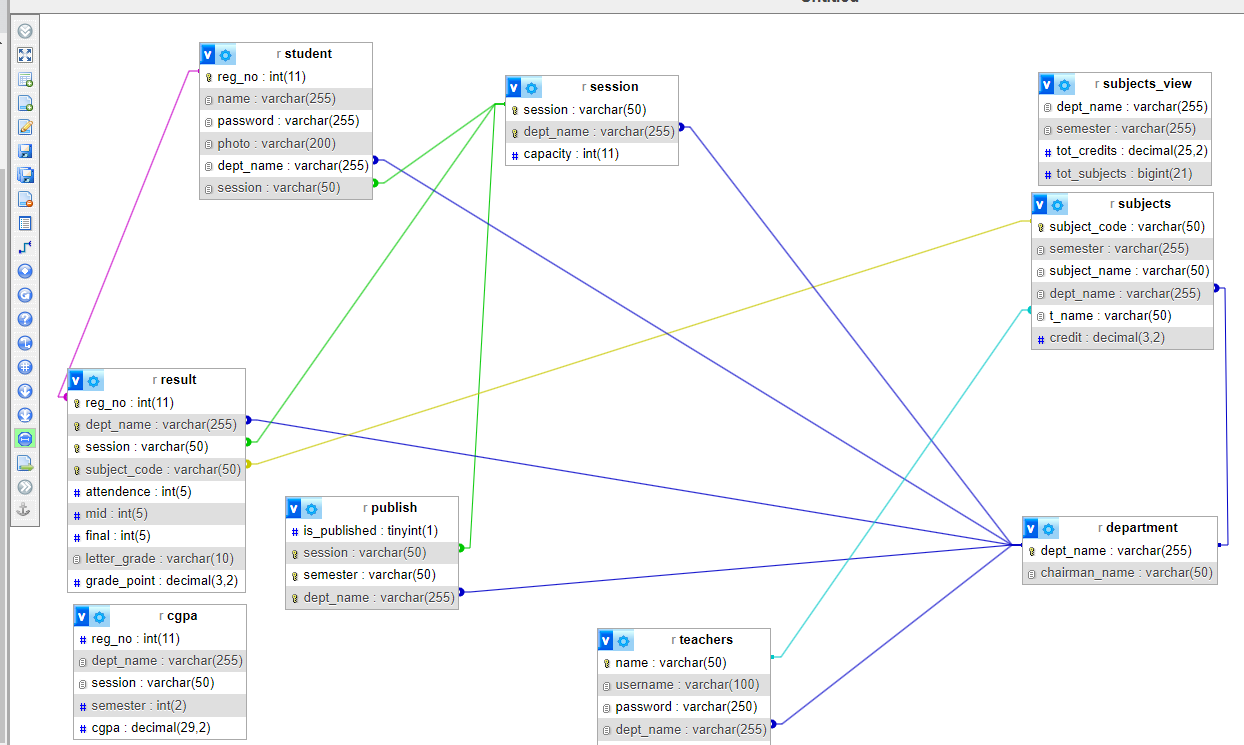 Untitled
v r student
reg_no : int(11)
name : varchar(255)
password : varchar(255)
photo : varchar(200)
dept_name : varchar(255)
session : varchar(50)
v r session
session : varchar(50)
dept_name : varchar(255)
# capacity : int(11)
v r subjects_view
dept_name : varchar(255)
semester : varchar(255)
# tot_credits : decimal(25,2)
# tot_subjects : bigint(21)
v r subjects
subject_code : varchar(50)
semester : varchar(255)
subject_name : varchar(50)
dept_name : varchar(255)
t_name : varchar(50)
# credit : decimal(3,2)
v r result
reg_no : int(11)
dept_name : varchar(255)
session : varchar(50)
subject_code : varchar(50)
# attendence : int(5)
# mid : int(5)
# final : int(5)
letter_grade : varchar(10)
# grade_point : decimal(3,2)
v r publish
# is_published : tinyint(1)
session : varchar(50)
semester : varchar(50)
dept_name : varchar(255)
v r department
dept_name : varchar(255)
chairman_name : varchar(50)
v r cgpa
# reg_no : int(11)
dept_name : varchar(255)
session : varchar(50)
# semester : int(2)
# cgpa : decimal(29,2)
v r teachers
name : varchar(50)
username : varchar(100)
password : varchar(250)
dept_name : varchar(255)